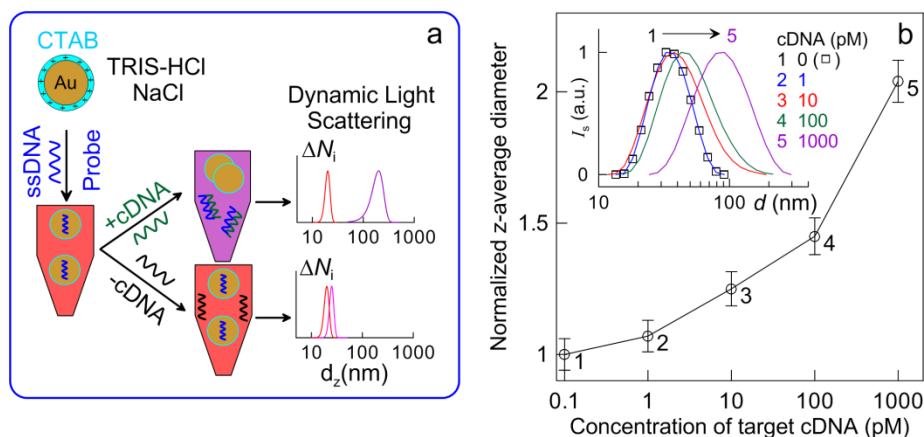 a
CTAB
Au
TRIS-HCl
NaCl
ssDNA
Probe
+cDNA
-cDNA
Dynamic Light
Scattering
ΔNi
10 100 1000
ΔNi
10 100 1000
dz(nm)
b
Normalized z-average diameter
2
1.5
1
1 2 3 4 5
0.1 1 10 100 1000
Concentration of target cDNA (pM)
Is (a.u.)
1
0
1 5
10 100
d (nm)
cDNA (pM)
1 0 (□)
2 1
3 10
4 100
5 1000